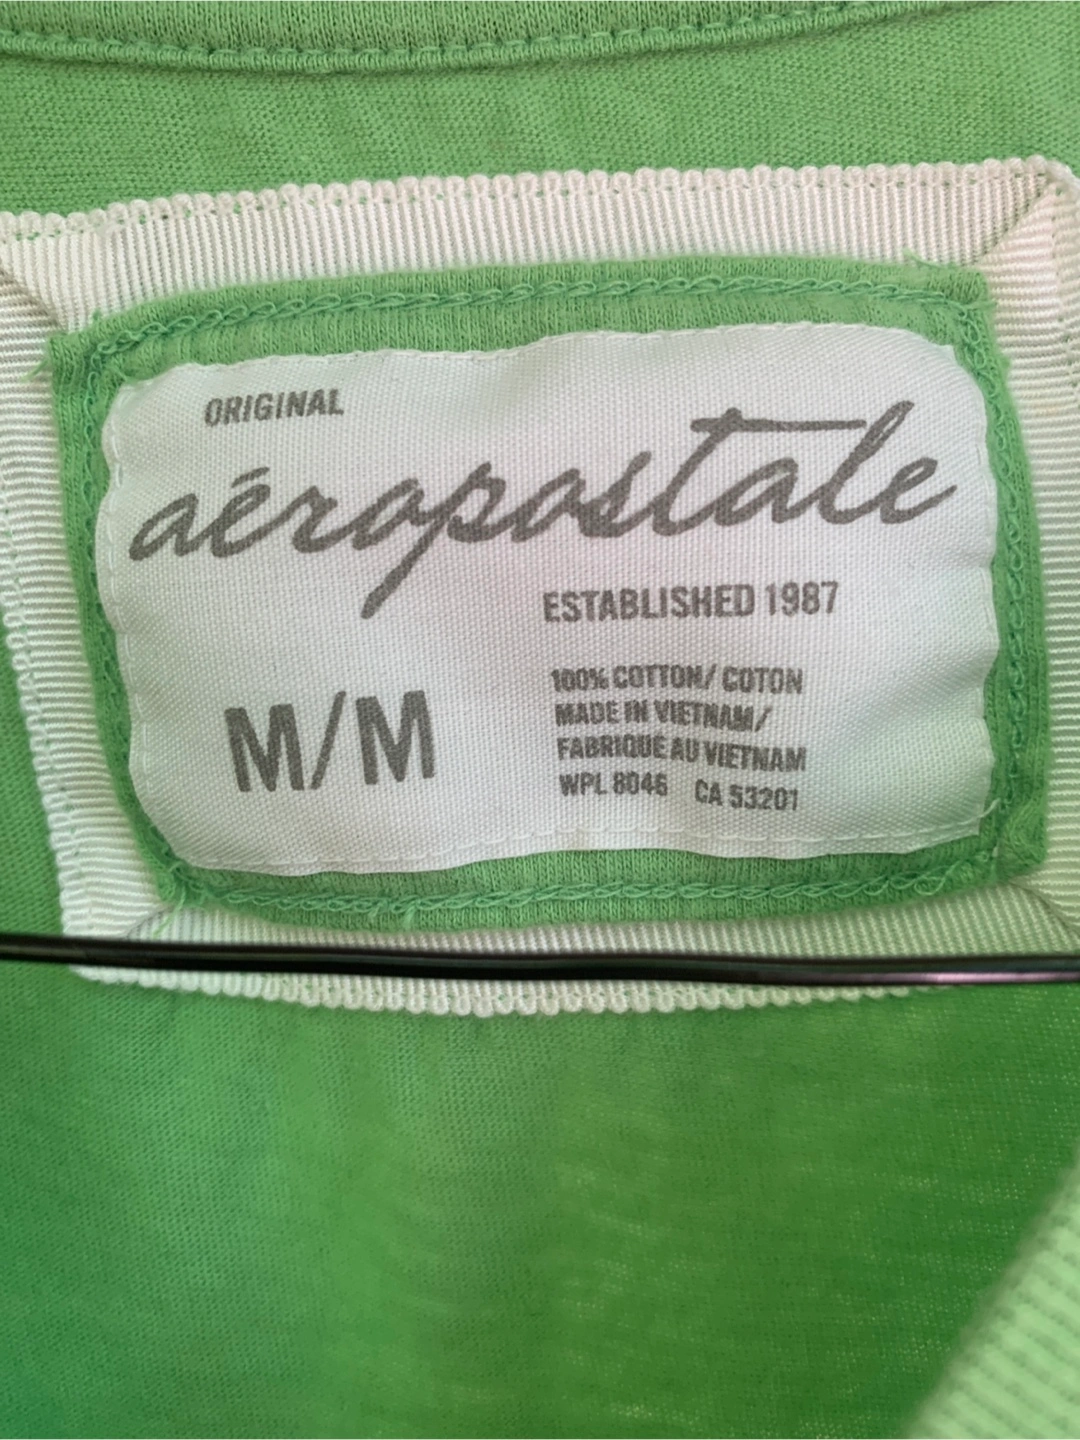 ORIGINAL
aéropostale
ESTABLISHED 1987
M/M
100% COTTON/ COTON
MADE IN VIETNAM/
FABRIQUE AU VIETNAM
WPL 8046 CA 53201